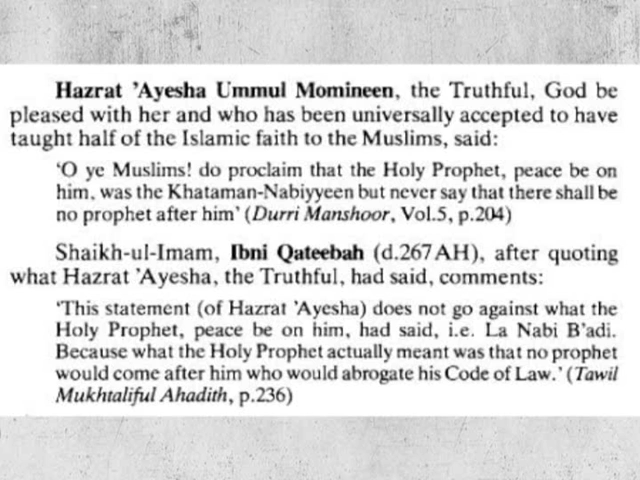 Hazrat 'Ayesha Ummul Momineen, the Truthful, God be
pleased with her and who has been universally accepted to have
taught half of the Islamic faith to the Muslims, said:
'O ye Muslims! do proclaim that the Holy Prophet, peace be on
him, was the Khataman-Nabiyyeen but never say that there shall be
no prophet after him' (Durri Manshoor, Vol.5, p.204)
Shaikh-ul-Imam, Ibni Qateebah (d.267 AH), after quoting
what Hazrat 'Ayesha, the Truthful, had said, comments:
'This statement (of Hazrat 'Ayesha) does not go against what the
Holy Prophet, peace be on him, had said, i.e. La Nabi B'adi.
Because what the Holy Prophet actually meant was that no prophet
would come after him who would abrogate his Code of Law.' (Tawil
Mukhtaliful Ahadith, p.236)